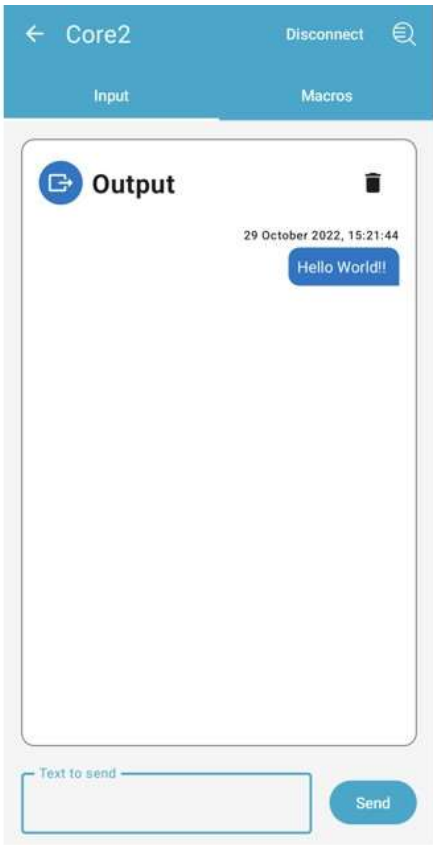 Core2
Disconnect
Input
Macros
Output
29 October 2022, 15:21:44
Hello World!!
Text to send
Send